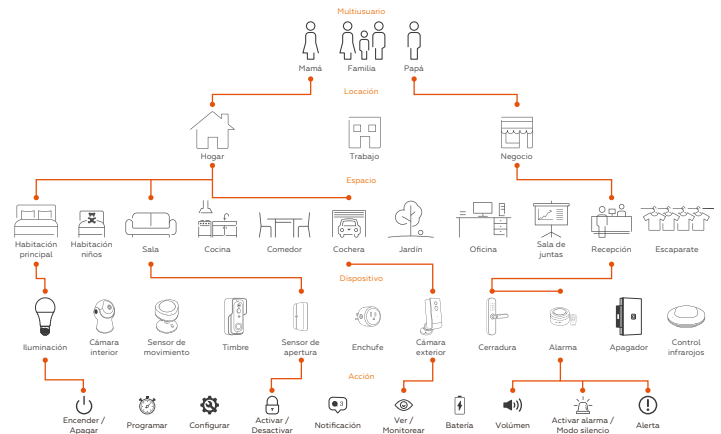 Multiusuario
Mamá
Familia
Papá
Locación
Hogar
Trabajo
Negocio
Espacio
Habitación
principal
Habitación
niños
Sala
Cocina
Comedor
Cochera
Jardín
Oficina
Sala de
juntas
Recepción
Escaparate
Dispositivo
Iluminación
Cámara
interior
Sensor de
movimiento
Timbre
Sensor de
apertura
Enchufe
Cámara
exterior
Cerradura
Alarma
Apagador
Control
infrarojos
Acción
3
Encender /
Apagar
Programar
Configurar
Activar /
Desactivar
Notificación
Ver /
Monitorear
Batería
Volúmen
Activar alarma /
Modo silencio
Alerta